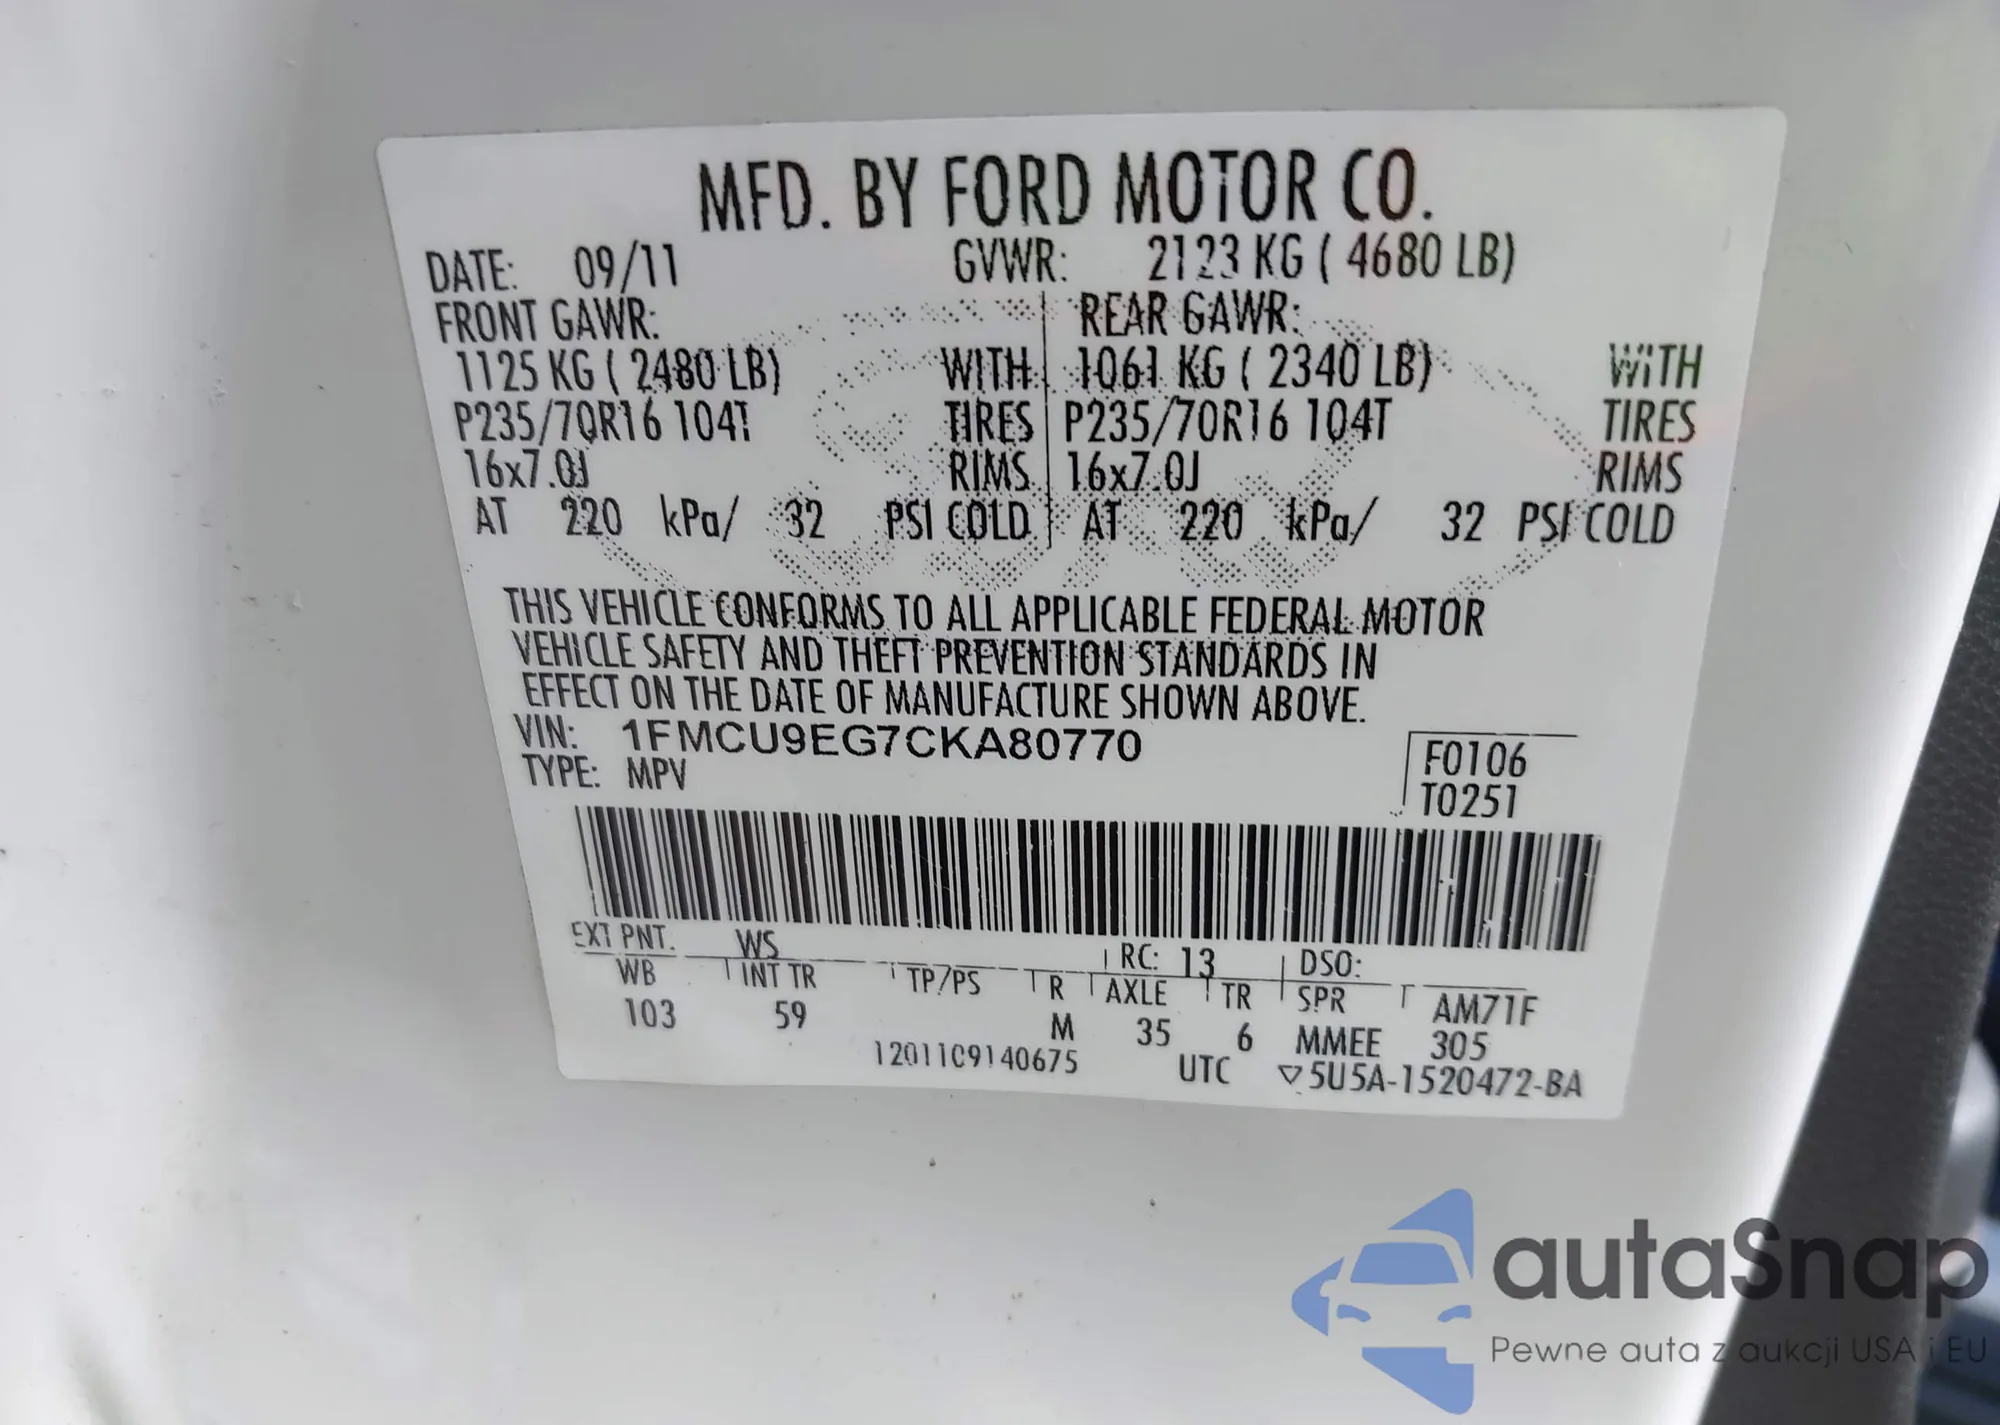 MFD. BY FORD MOTOR CO.
DATE: 09/11 GVWR: 2123 KG ( 4680 LB)
FRONT GAWR: REAR GAWR:
1125 KG ( 2480 LB) WITH 1061 KG ( 2340 LB) WITH
P235/70R16 104T TIRES P235/70R16 104T TIRES
16x7.0J RIMS 16x7.0J RIMS
AT 220 kPa/ 32 PSI COLD AT 220 kPa/ 32 PSI COLD
THIS VEHICLE CONFORMS TO ALL APPLICABLE FEDERAL MOTOR
VEHICLE SAFETY AND THEFT PREVENTION STANDARDS IN
EFFECT ON THE DATE OF MANUFACTURE SHOWN ABOVE.
VIN: 1FMCU9EG7CKA80770
TYPE: MPV
F0106
T0251
EXT PNT. WS RC: 13 DSO:
WB INT TR TP/PS R AXLE TR SPR AM71F
103 59 M 35 6 MMEE 305
1201109140675 UTC ▽5U5A-1520472-BA
autaSnap
Pewne auta z aukcji USA i EU